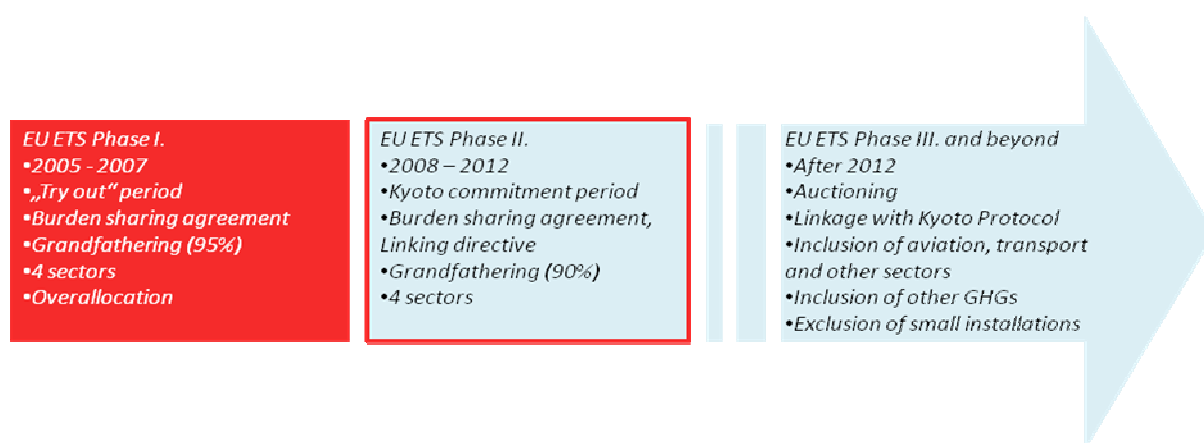 EU ETS Phase I.
•2005 - 2007
•„Try out“ period
•Burden sharing agreement
•Grandfathering (95%)
•4 sectors
•Overallocation
EU ETS Phase II.
•2008 – 2012
•Kyoto commitment period
•Burden sharing agreement,
Linking directive
•Grandfathering (90%)
•4 sectors
EU ETS Phase III. and beyond
•After 2012
•Auctioning
•Linkage with Kyoto Protocol
•Inclusion of aviation, transport
and other sectors
•Inclusion of other GHGs
•Exclusion of small installations